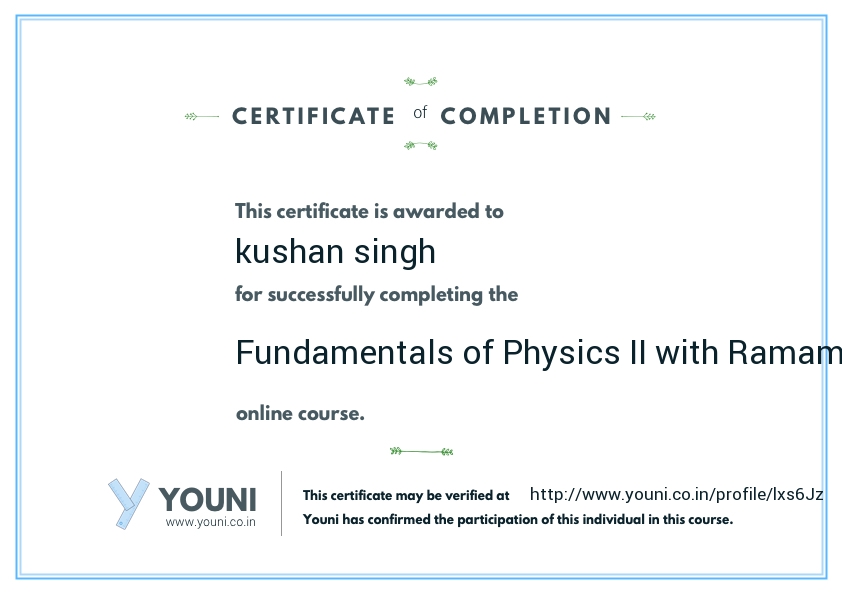 CERTIFICATE of COMPLETION
This certificate is awarded to
kushan singh
for successfully completing the
Fundamentals of Physics II with Ramam
online course.
YOUNI
www.youni.co.in
This certificate may be verified at http://www.youni.co.in/profile/lxs6Jz
Youni has confirmed the participation of this individual in this course.